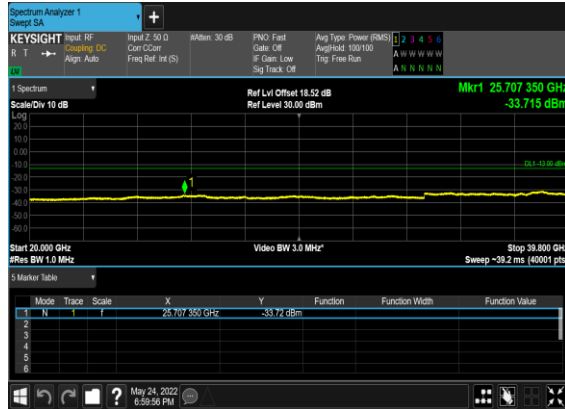 Spectrum Analyzer 1
Swept SA
+
KEYSIGHT Input: RF Input Z: 50 Ω #Atten: 30 dB PNO: Fast Avg Type: Power (RMS) 1 2 3 4 5 6
R T Coupling: DC Corr CCorr Gate: Off Avg|Hold: 100/100 A W W W W W
Align: Auto Freq Ref: Int (S) IF Gain: Low Trig: Free Run
Sig Track: Off A N N N N N
LM
1 Spectrum Ref Lvl Offset 18.52 dB Mkr1 25.707 350 GHz
Scale/Div 10 dB Ref Level 30.00 dBm -33.715 dBm
Log
20.0
10.0
0.00
-10.0
DL1 -13.00 dBm
-20.0
1
-30.0
-40.0
-50.0
-60.0
Start 20.000 GHz Video BW 3.0 MHz* Stop 39.800 GHz
#Res BW 1.0 MHz Sweep ~39.2 ms (40001 pts)
5 Marker Table
Mode Trace Scale X Y Function Function Width Function Value
1 N 1 f 25.707 350 GHz -33.72 dBm
2
3
4
5
6
? May 24, 2022
6:59:56 PM